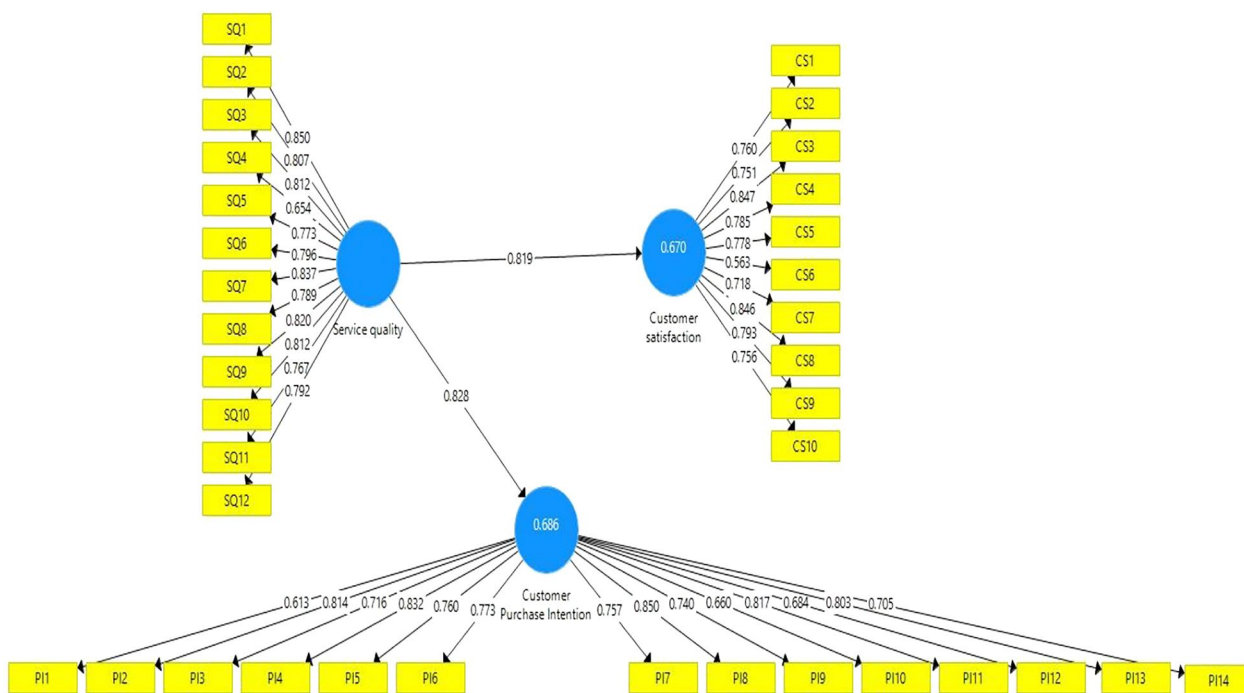 SQ1
SQ2
SQ3
SQ4
SQ5
SQ6
SQ7
SQ8
SQ9
SQ10
SQ11
SQ12
0.850
0.807
0.812
0.654
0.773
0.796
0.837
0.789
0.820
0.812
0.767
0.792
Service quality
0.819
0.828
0.670
Customer
satisfaction
0.760
0.751
0.847
0.785
0.778
0.563
0.718
0.846
0.793
0.756
CS1
CS2
CS3
CS4
CS5
CS6
CS7
CS8
CS9
CS10
0.686
Customer
Purchase Intention
0.613
0.814
0.716
0.832
0.760
0.773
0.757
0.850
0.740
0.660
0.817
0.684
0.803
0.705
PI1
PI2
PI3
PI4
PI5
PI6
PI7
PI8
PI9
PI10
PI11
PI12
PI13
PI14